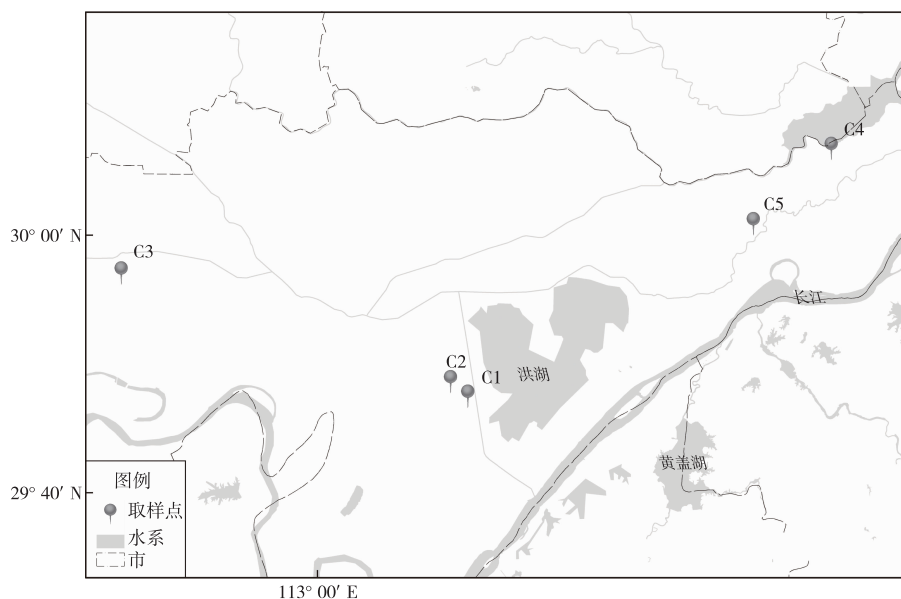 C4
C5
30° 00′ N
C3
长江
C2
C1
洪湖
黄盖湖
图例
取样点
29° 40′ N
水系
市
113° 00′ E